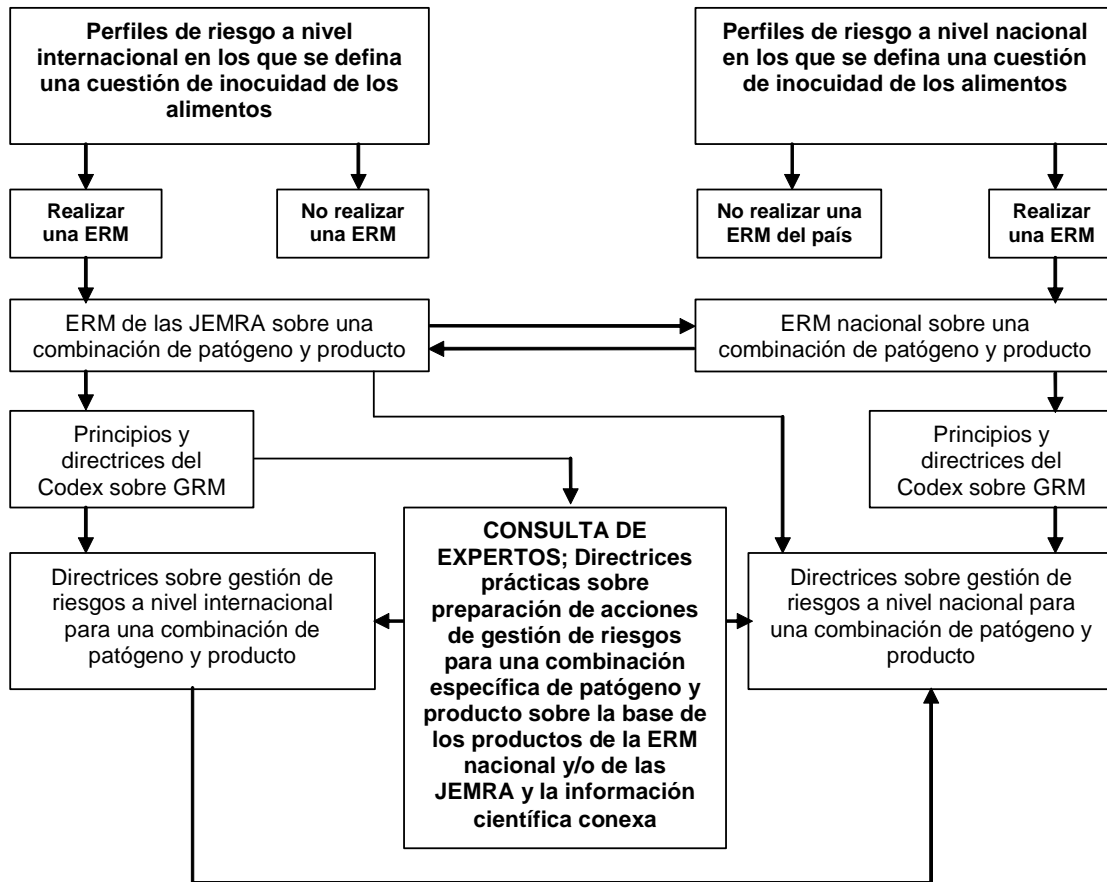 Perfiles de riesgo a nivel
internacional en los que se defina
una cuestión de inocuidad de los
alimentos
Perfiles de riesgo a nivel nacional
en los que se defina una cuestión
de inocuidad de los alimentos
Realizar
una ERM
No realizar
una ERM
No realizar una
ERM del país
Realizar
una ERM
ERM de las JEMRA sobre una
combinación de patógeno y producto
ERM nacional sobre una
combinación de patógeno y producto
Principios y
directrices del
Codex sobre GRM
Principios y
directrices del
Codex sobre GRM
Directrices sobre gestión de
riesgos a nivel internacional
para una combinación de
patógeno y producto
CONSULTA DE
EXPERTOS; Directrices
prácticas sobre
preparación de acciones
de gestión de riesgos
para una combinación
específica de patógeno y
producto sobre la base de
los productos de la ERM
nacional y/o de las
JEMRA y la información
científica conexa
Directrices sobre gestión de
riesgos a nivel nacional para
una combinación de patógeno y
producto